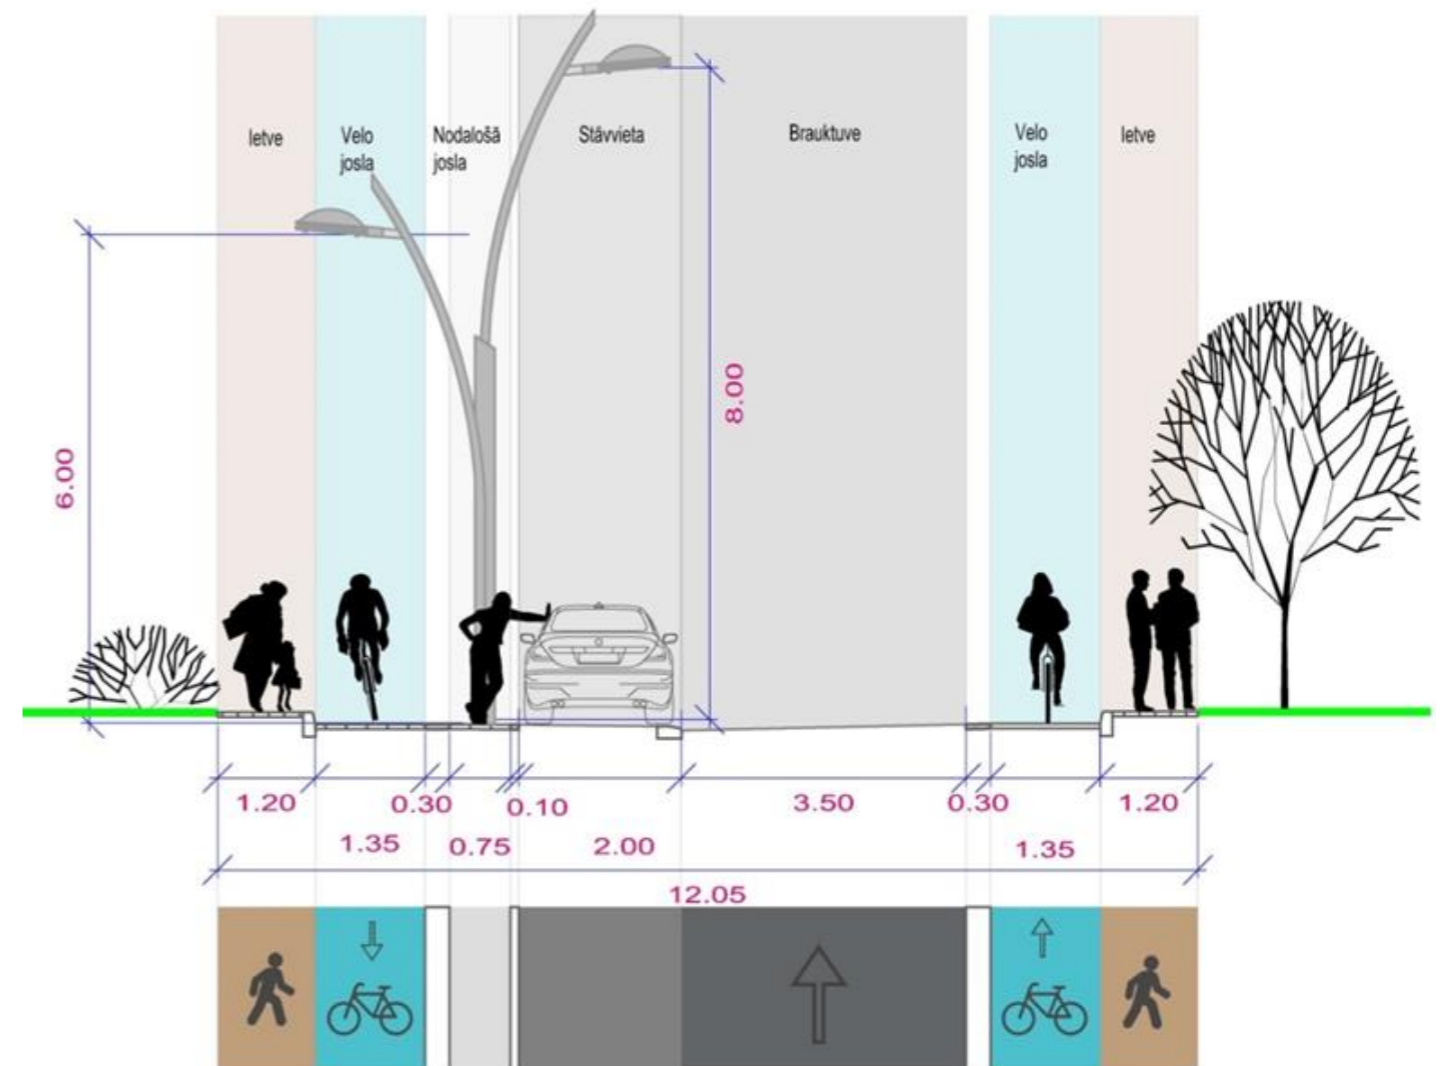 Ietve
Velo
josla
Nodalošā
josla
Stāvvieta
Brauktuve
Velo
josla
Ietve
6.00
8.00
1.20
0.30
0.10
3.50
0.30
1.20
1.35
0.75
2.00
1.35
12.05